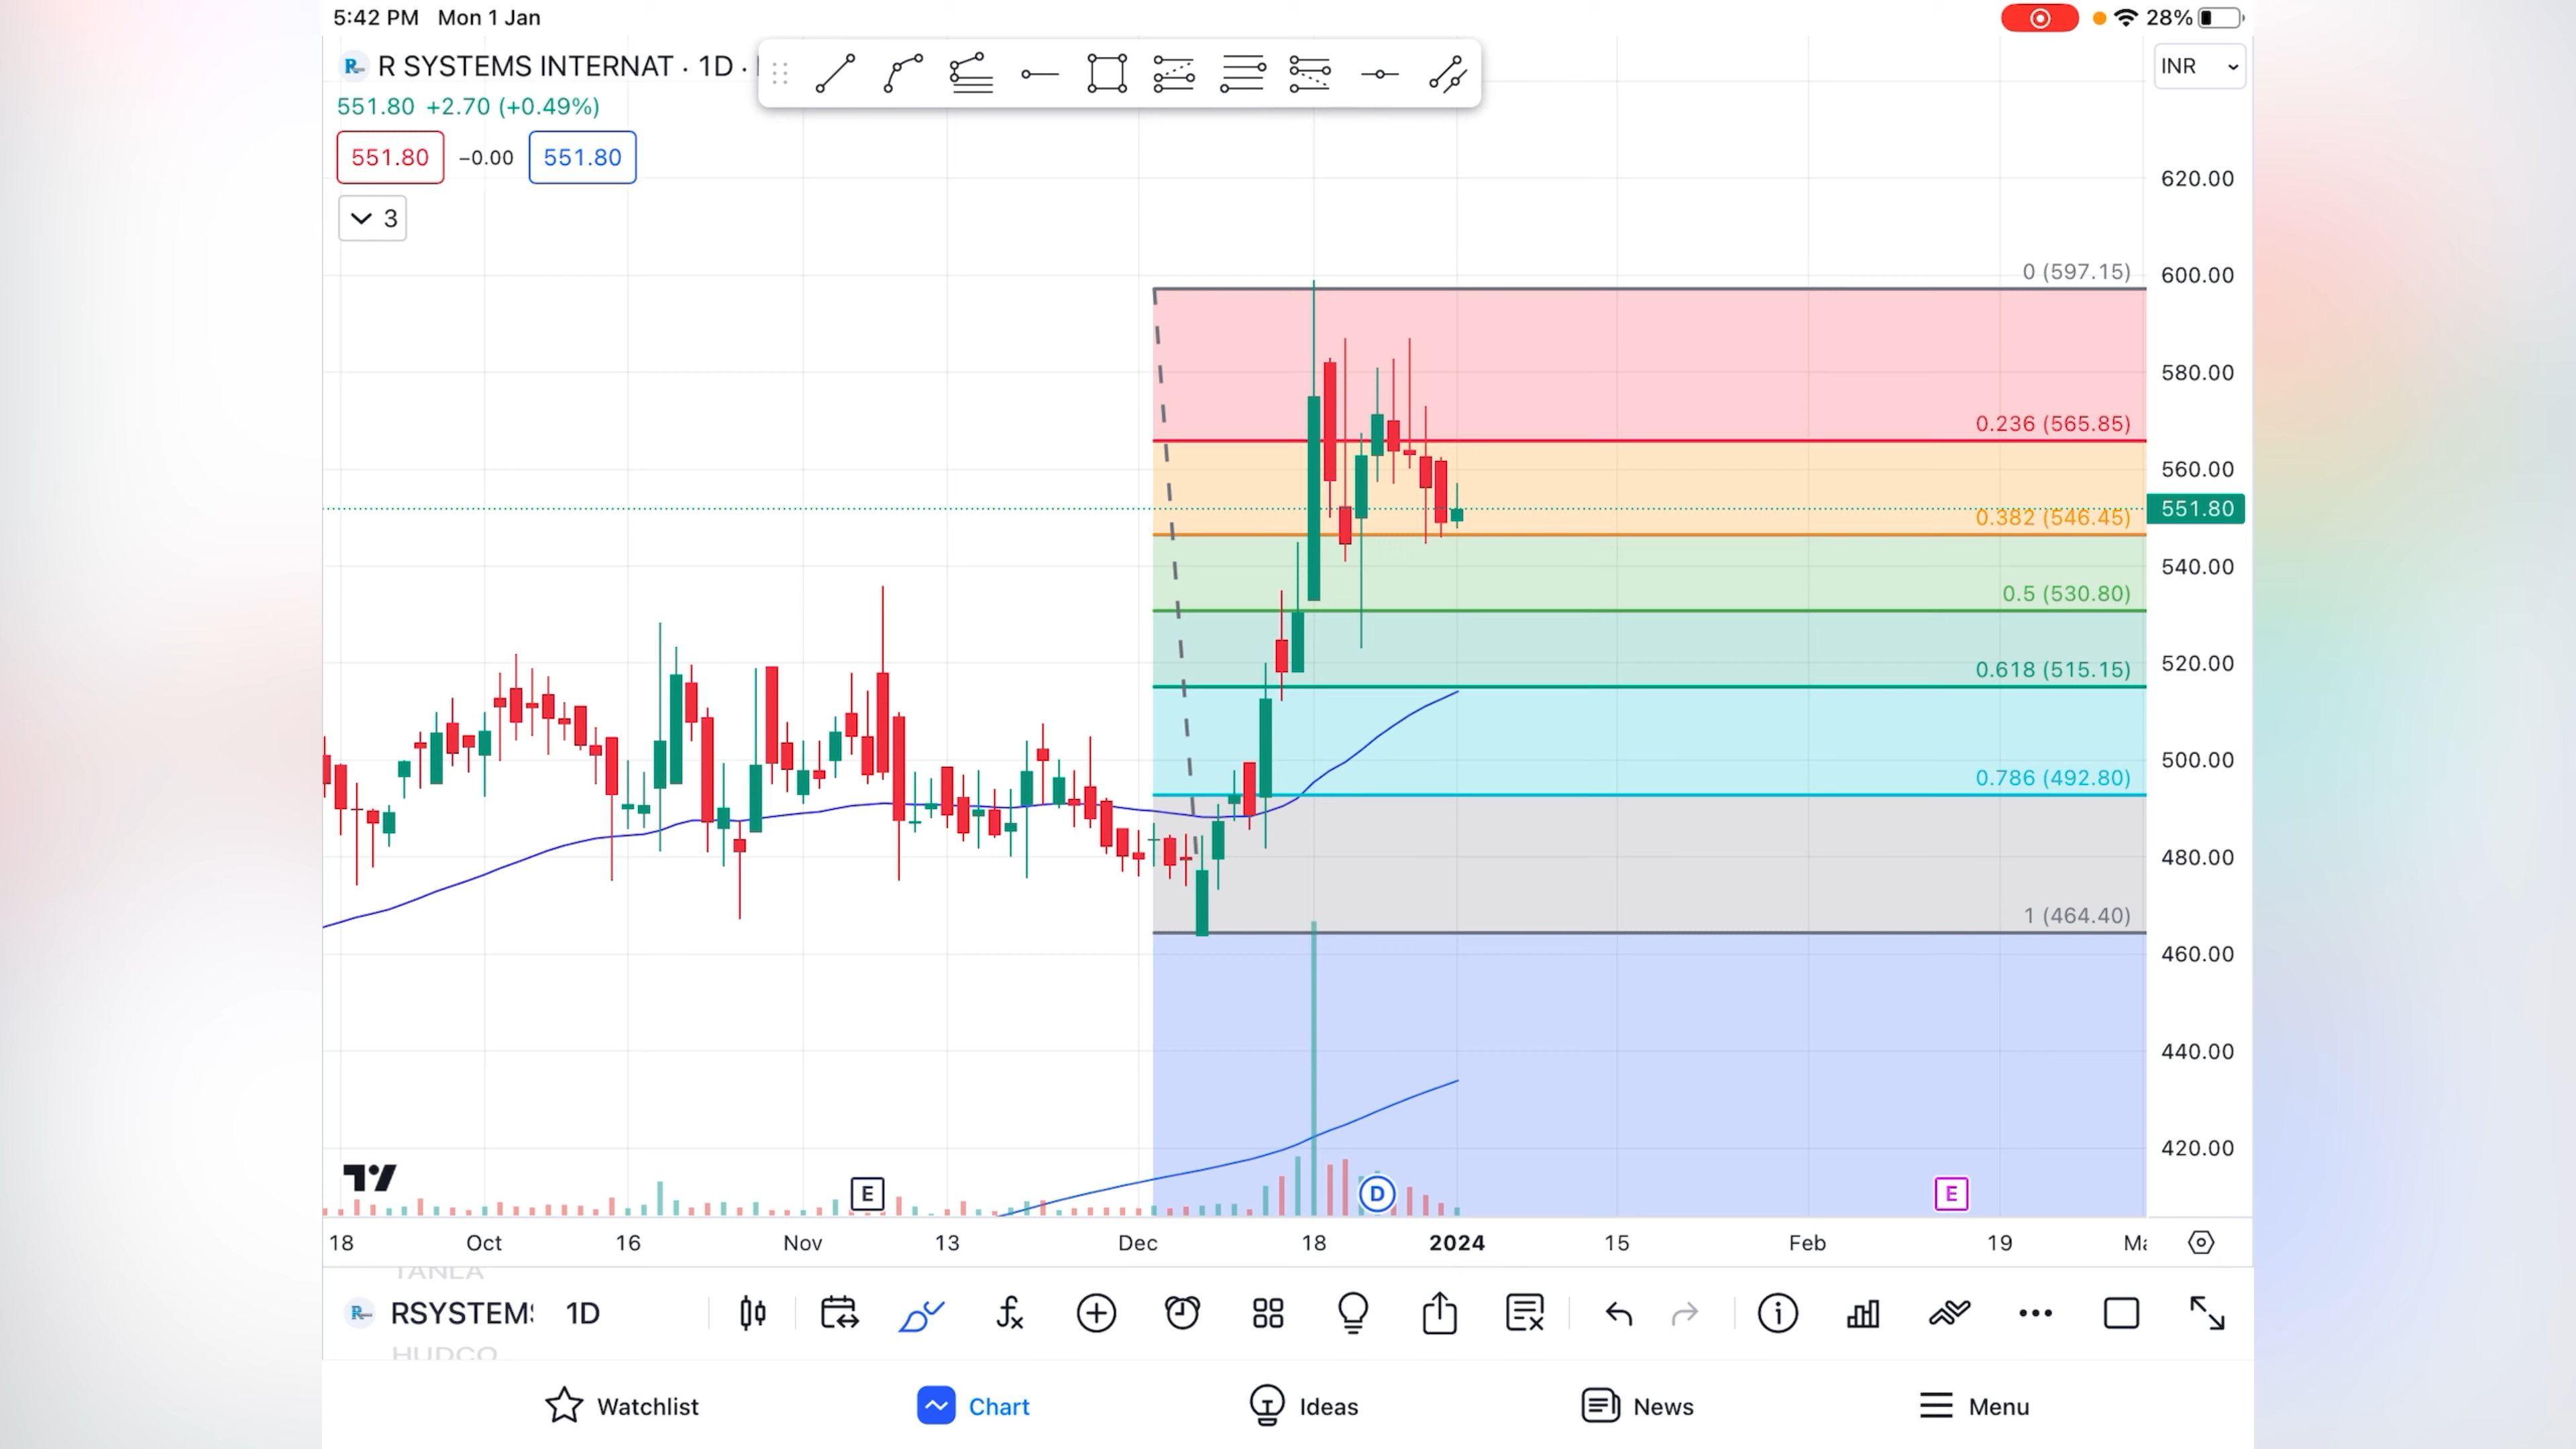 5:42 PM Mon 1 Jan
28%
R SYSTEMS INTERNAT · 1D ·
INR
551.80 +2.70 (+0.49%)
551.80 −0.00 551.80
3
620.00
0 (597.15)
600.00
580.00
0.236 (565.85)
560.00
551.80
0.382 (546.45)
540.00
0.5 (530.80)
520.00
0.618 (515.15)
500.00
0.786 (492.80)
480.00
1 (464.40)
460.00
440.00
420.00
E D E
18 Oct 16 Nov 13 Dec 18 2024 15 Feb 19
TANLA
RSYSTEM 1D
HUDCO
Watchlist Chart Ideas News Menu